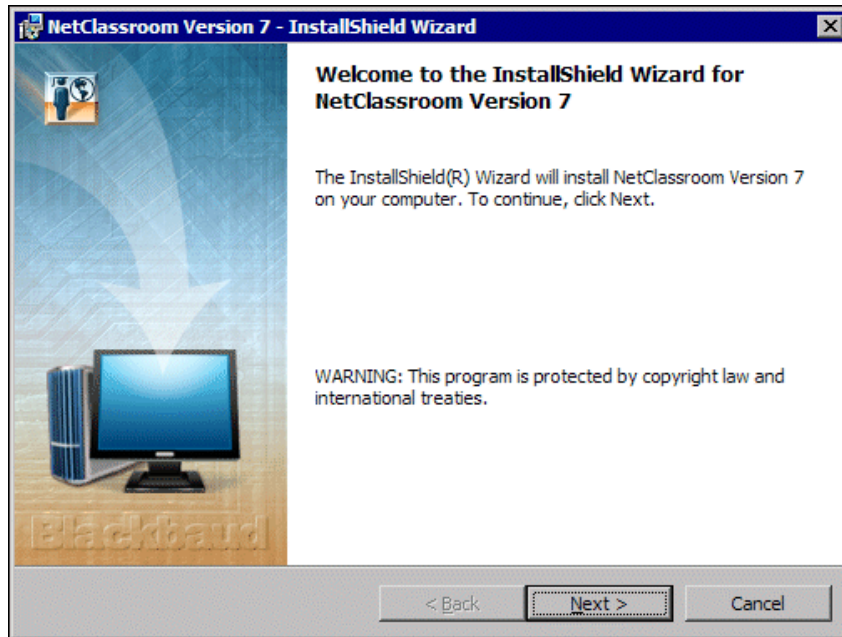 NetClassroom Version 7 - InstallShield Wizard
Welcome to the InstallShield Wizard for
NetClassroom Version 7
The InstallShield(R) Wizard will install NetClassroom Version 7
on your computer. To continue, click Next.
WARNING: This program is protected by copyright law and
international treaties.
Blackbaud
< Back
Next >
Cancel